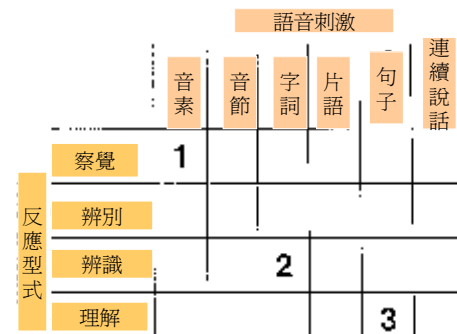 語音刺激
音素 音節 字詞 片語 句子 連續說話
反應型式
察覺 1
辨別
辨識 2
理解 3